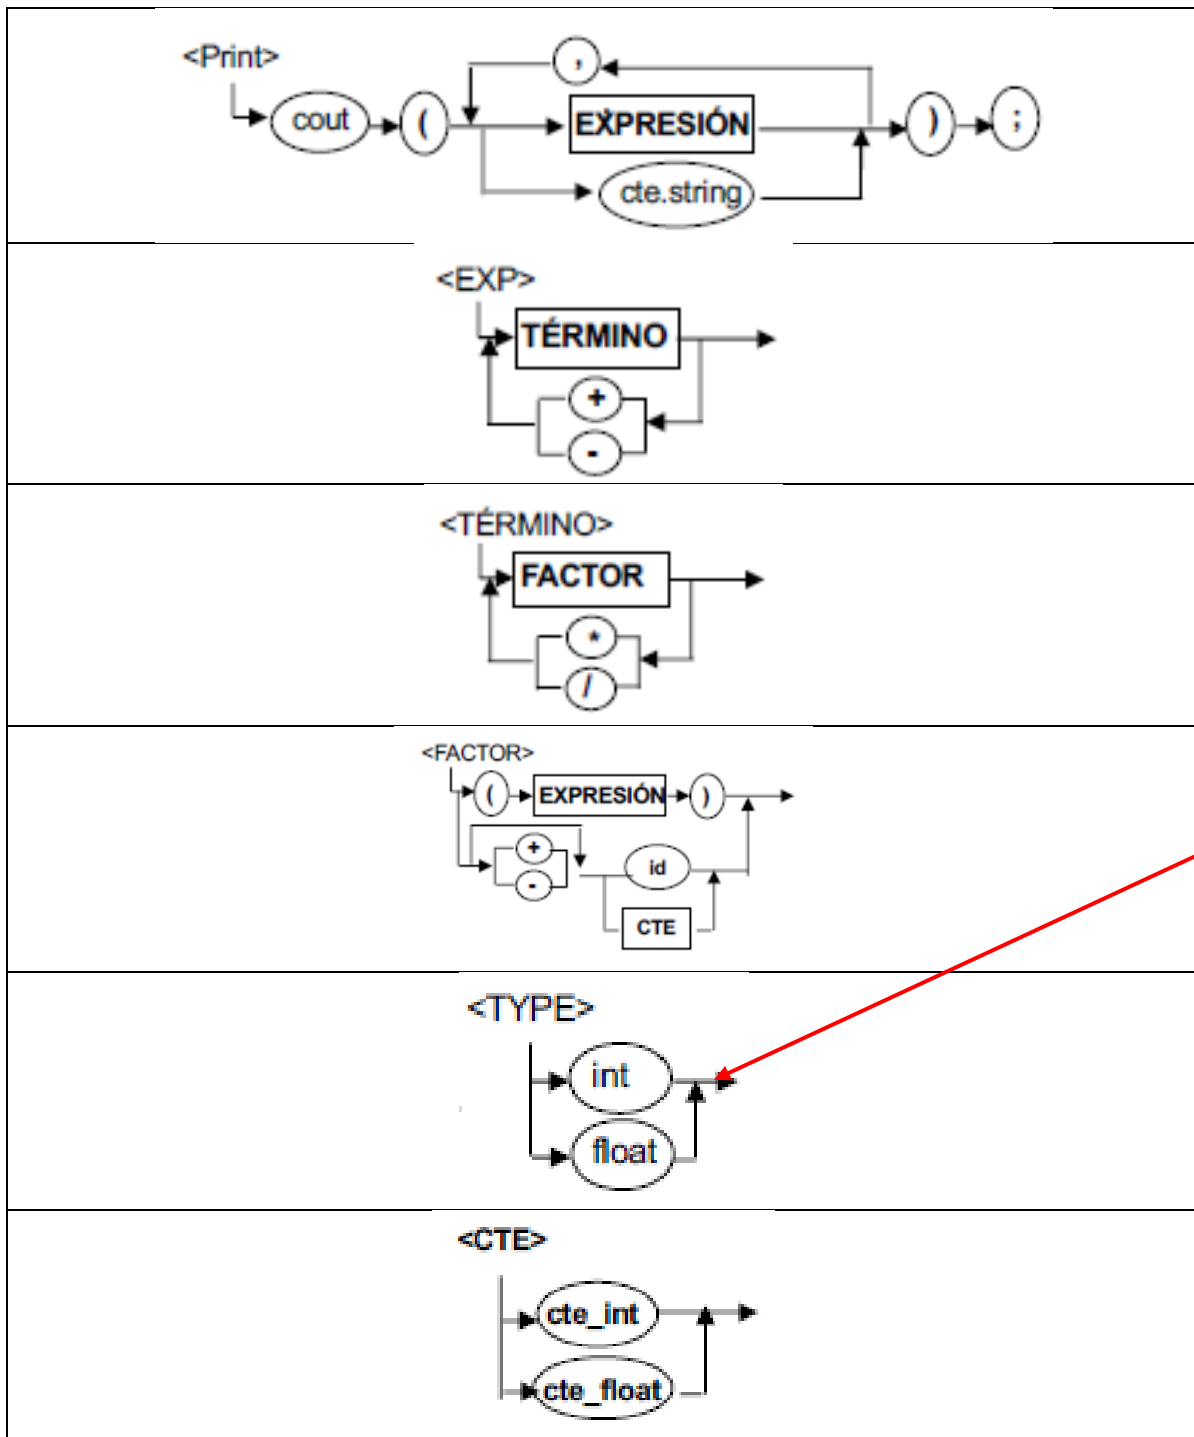 <Print>
,
cout ( EXPRESIÓN ) ;
cte.string
<EXP>
TÉRMINO
+
-
<TÉRMINO>
FACTOR
*
/
<FACTOR>
( EXPRESIÓN )
+
id
-
CTE
<TYPE>
int
float
<CTE>
cte_int
cte_float